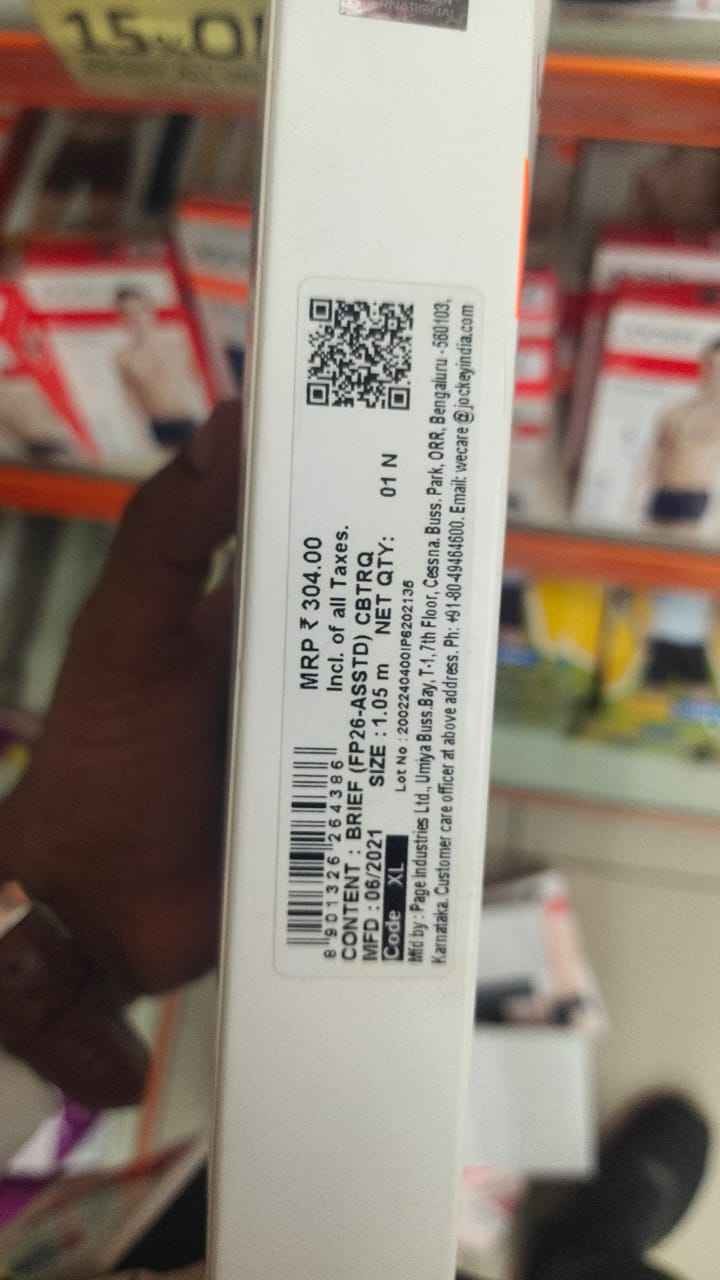 MRP ₹ 304.00
Incl. of all Taxes.
8 901326 264386
CONTENT : BRIEF (FP26-ASSTD) CBTRQ
MFD : 06/2021 SIZE : 1.05 m NET QTY: 01 N
Code XL
Lot No : 2002240400IP6202135
Mfd by : Page Industries Ltd., Umiya Buss.Bay, T-1, 7th Floor, Cessna. Buss. Park, ORR, Bengaluru - 560103,
Karnataka. Customer care officer at above address. Ph: +91-80-49464600. Email: wecare@jockeyindia.com
15%